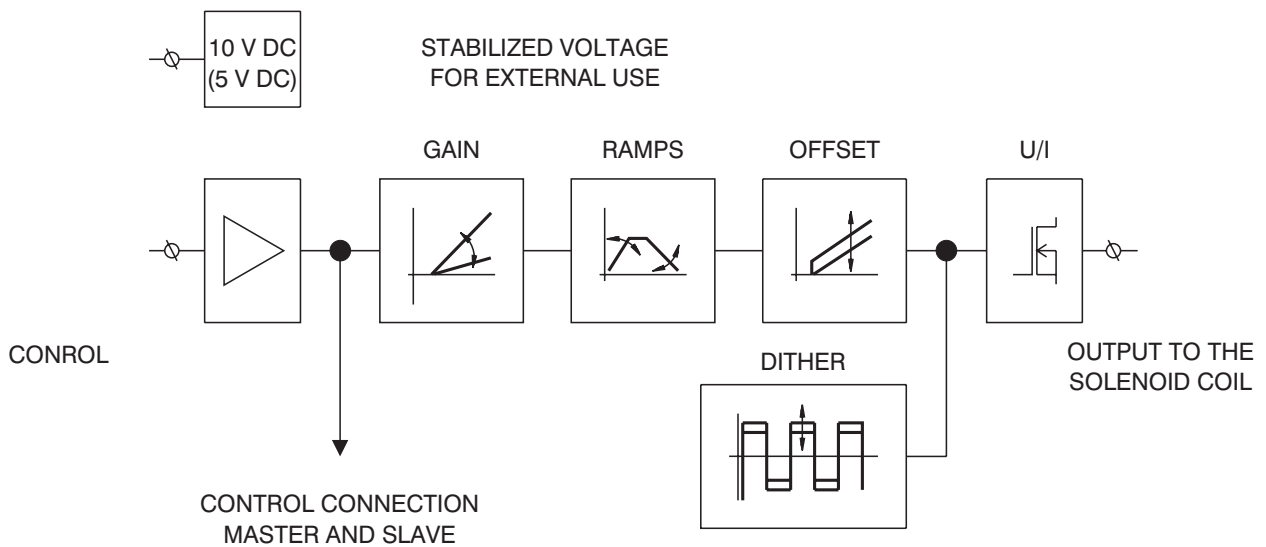 10 V DC
(5 V DC)
STABILIZED VOLTAGE
FOR EXTERNAL USE
GAIN
RAMPS
OFFSET
U/I
CONROL
OUTPUT TO THE
SOLENOID COIL
DITHER
CONTROL CONNECTION
MASTER AND SLAVE